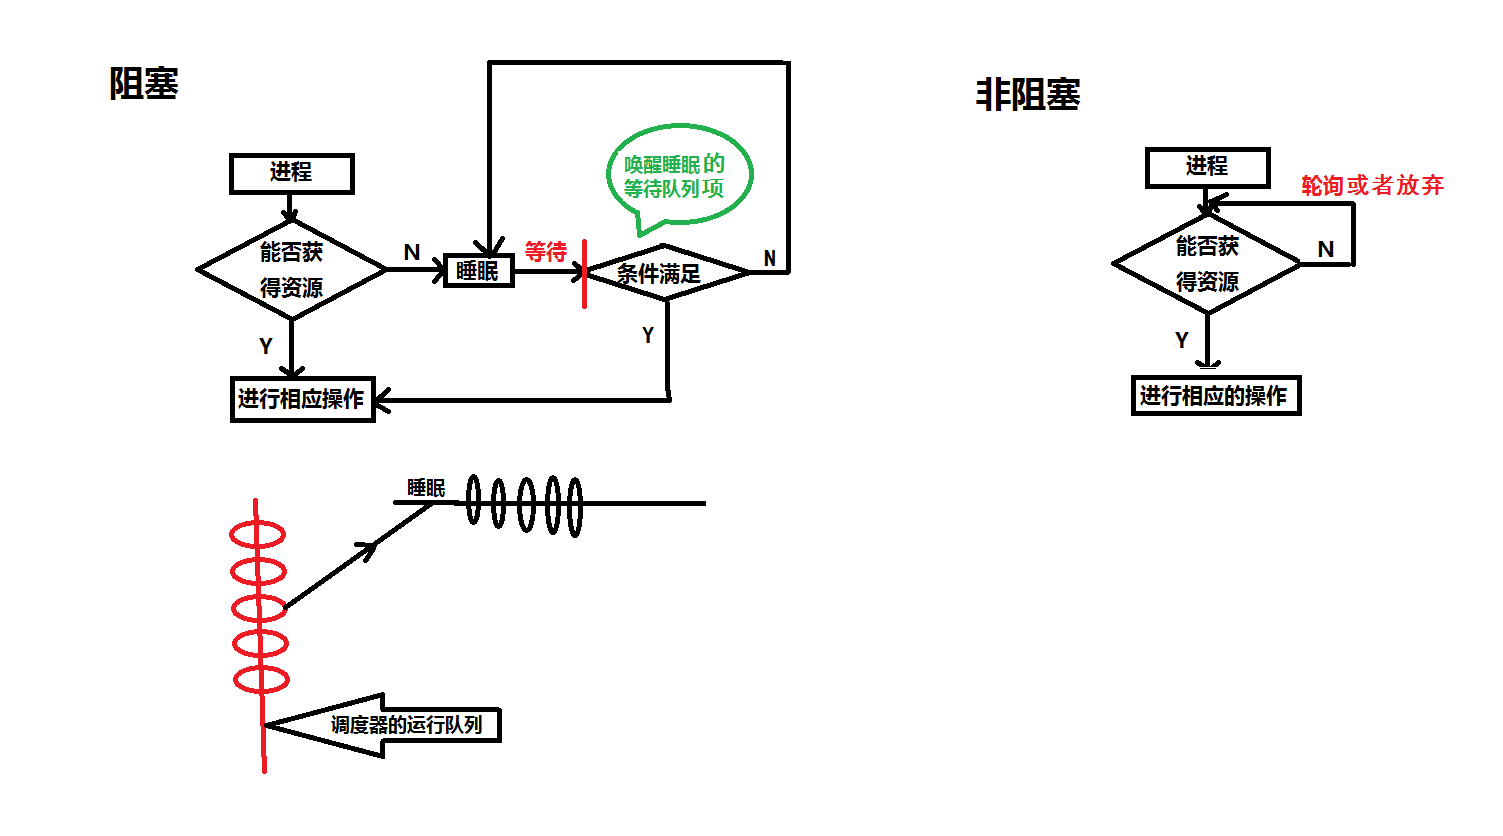 阻塞
进程
能否获
得资源
N
睡眠
等待
唤醒睡眠的
等待队列项
条件满足
N
Y
Y
进行相应操作
睡眠
调度器的运行队列
非阻塞
进程
轮询或者放弃
能否获
得资源
N
Y
进行相应的操作